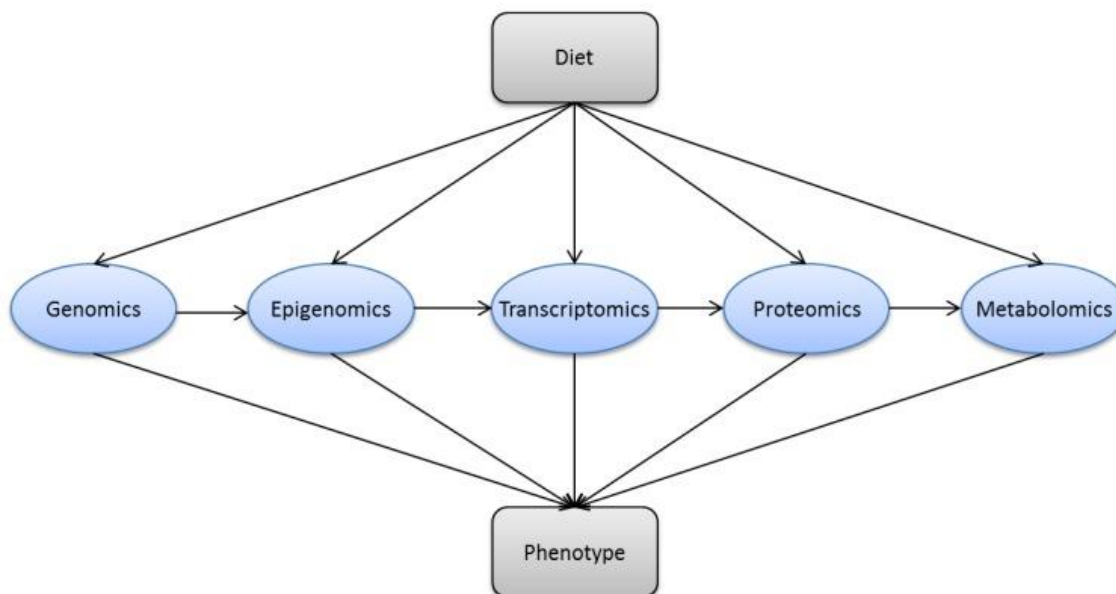 Diet
Genomics
Epigenomics
Transcriptomics
Proteomics
Metabolomics
Phenotype